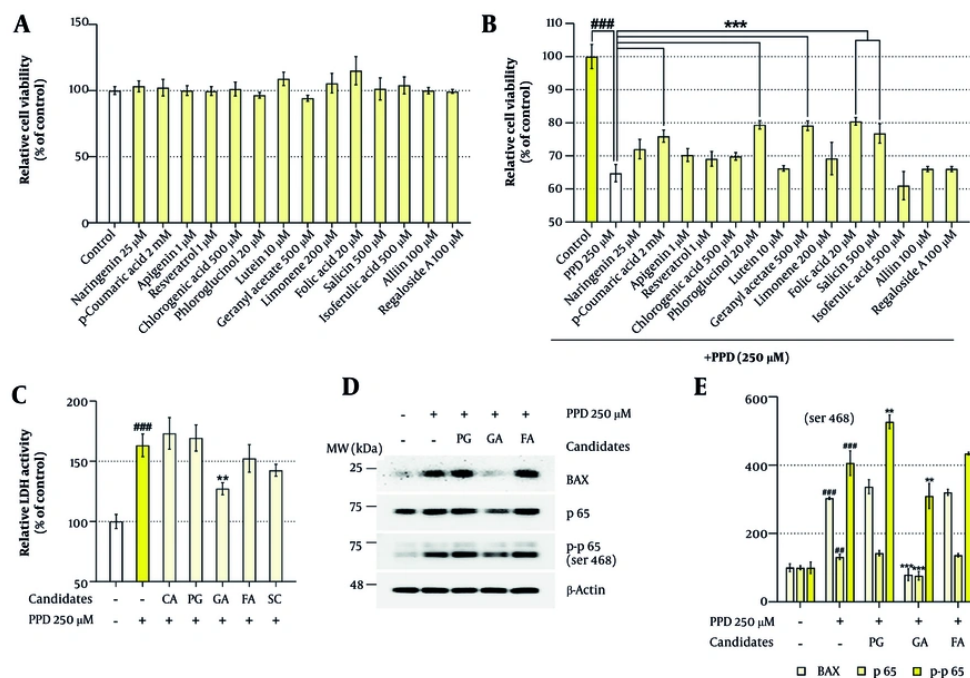 A
Relative cell viability
(% of control)
150
100
50
0
Control
Naringenin 25 µM
p-Coumaric acid 2 mM
Apigenin 1 µM
Resveratrol 1 µM
Chlorogenic acid 500 µM
Phloroglucinol 20 µM
Lutein 10 µM
Geranyl acetate 500 µM
Limonene 200 µM
Folic acid 20 µM
Salicin 500 µM
Isoferulic acid 500 µM
Alliin 100 µM
Regaloside A 100 µM
B
Relative cell viability
(% of control)
110
100
90
80
70
60
50
###
***
Control
PPD 250 µM
Naringenin 25 µM
p-Coumaric acid 2 mM
Apigenin 1 µM
Resveratrol 1 µM
Chlorogenic acid 500 µM
Phloroglucinol 20 µM
Lutein 10 µM
Geranyl acetate 500 µM
Limonene 200 µM
Folic acid 20 µM
Salicin 500 µM
Isoferulic acid 500 µM
Alliin 100 µM
Regaloside A 100 µM
+PPD (250 µM)
C
Relative LDH activity
(% of control)
200
150
100
50
###
**
Candidates - - CA PG GA FA SC
PPD 250 µM - + + + + + +
D
- + + + + PPD 250 µM
- - PG GA FA Candidates
MW (kDa)
25 BAX
75 p 65
75 p-p 65
(ser 468)
48 β-Actin
E
600
400
200
0
(ser 468)
### ## ### ** *** *** **
PPD 250 µM - + + + +
Candidates - - PG GA FA
BAX p 65 p-p 65